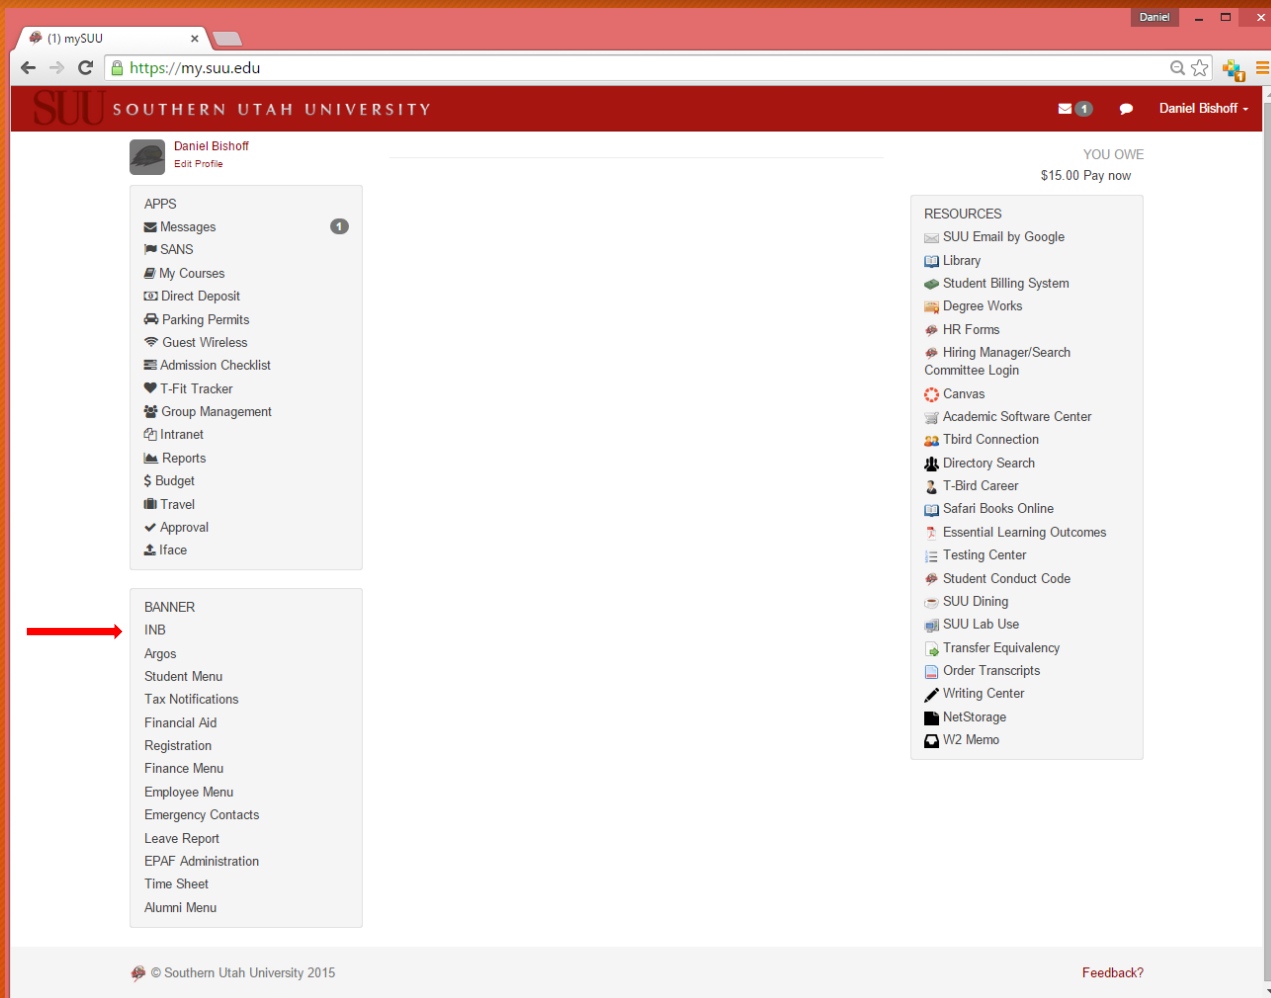 Daniel
(1) mySUU
https://my.suu.edu
SUU SOUTHERN UTAH UNIVERSITY
1
Daniel Bishoff
Daniel Bishoff
Edit Profile
APPS
Messages 1
SANS
My Courses
Direct Deposit
Parking Permits
Guest Wireless
Admission Checklist
T-Fit Tracker
Group Management
Intranet
Reports
$ Budget
Travel
Approval
Iface
BANNER
INB
Argos
Student Menu
Tax Notifications
Financial Aid
Registration
Finance Menu
Employee Menu
Emergency Contacts
Leave Report
EPAF Administration
Time Sheet
Alumni Menu
YOU OWE
$15.00 Pay now
RESOURCES
SUU Email by Google
Library
Student Billing System
Degree Works
HR Forms
Hiring Manager/Search
Committee Login
Canvas
Academic Software Center
Tbird Connection
Directory Search
T-Bird Career
Safari Books Online
Essential Learning Outcomes
Testing Center
Student Conduct Code
SUU Dining
SUU Lab Use
Transfer Equivalency
Order Transcripts
Writing Center
NetStorage
W2 Memo
© Southern Utah University 2015
Feedback?